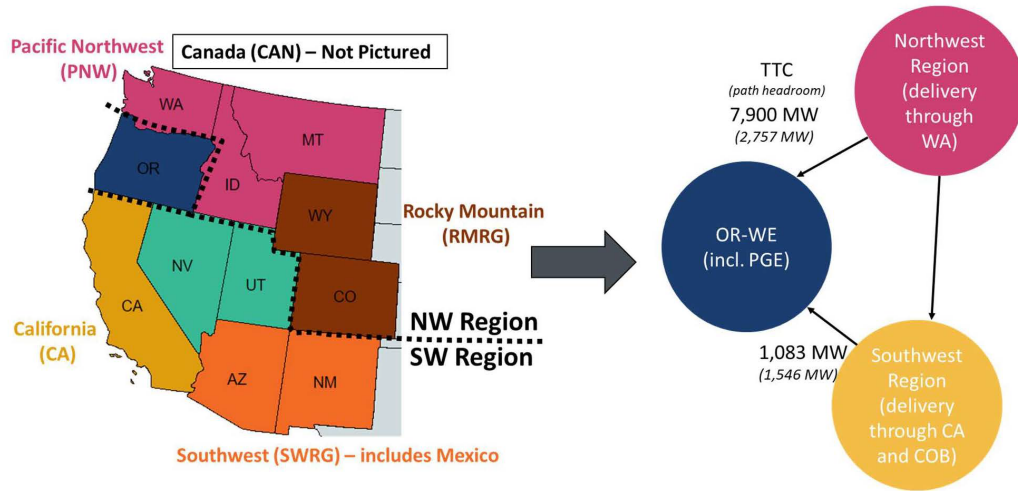 Pacific Northwest
(PNW)
Canada (CAN) – Not Pictured
WA
MT
OR
ID
WY
Rocky Mountain
(RMRG)
NV
UT
CO
CA
California
(CA)
NW Region
SW Region
AZ
NM
Southwest (SWRG) – includes Mexico
TTC
(path headroom)
7,900 MW
(2,757 MW)
Northwest
Region
(delivery
through
WA)
OR-WE
(incl. PGE)
1,083 MW
(1,546 MW)
Southwest
Region
(delivery
through CA
and COB)